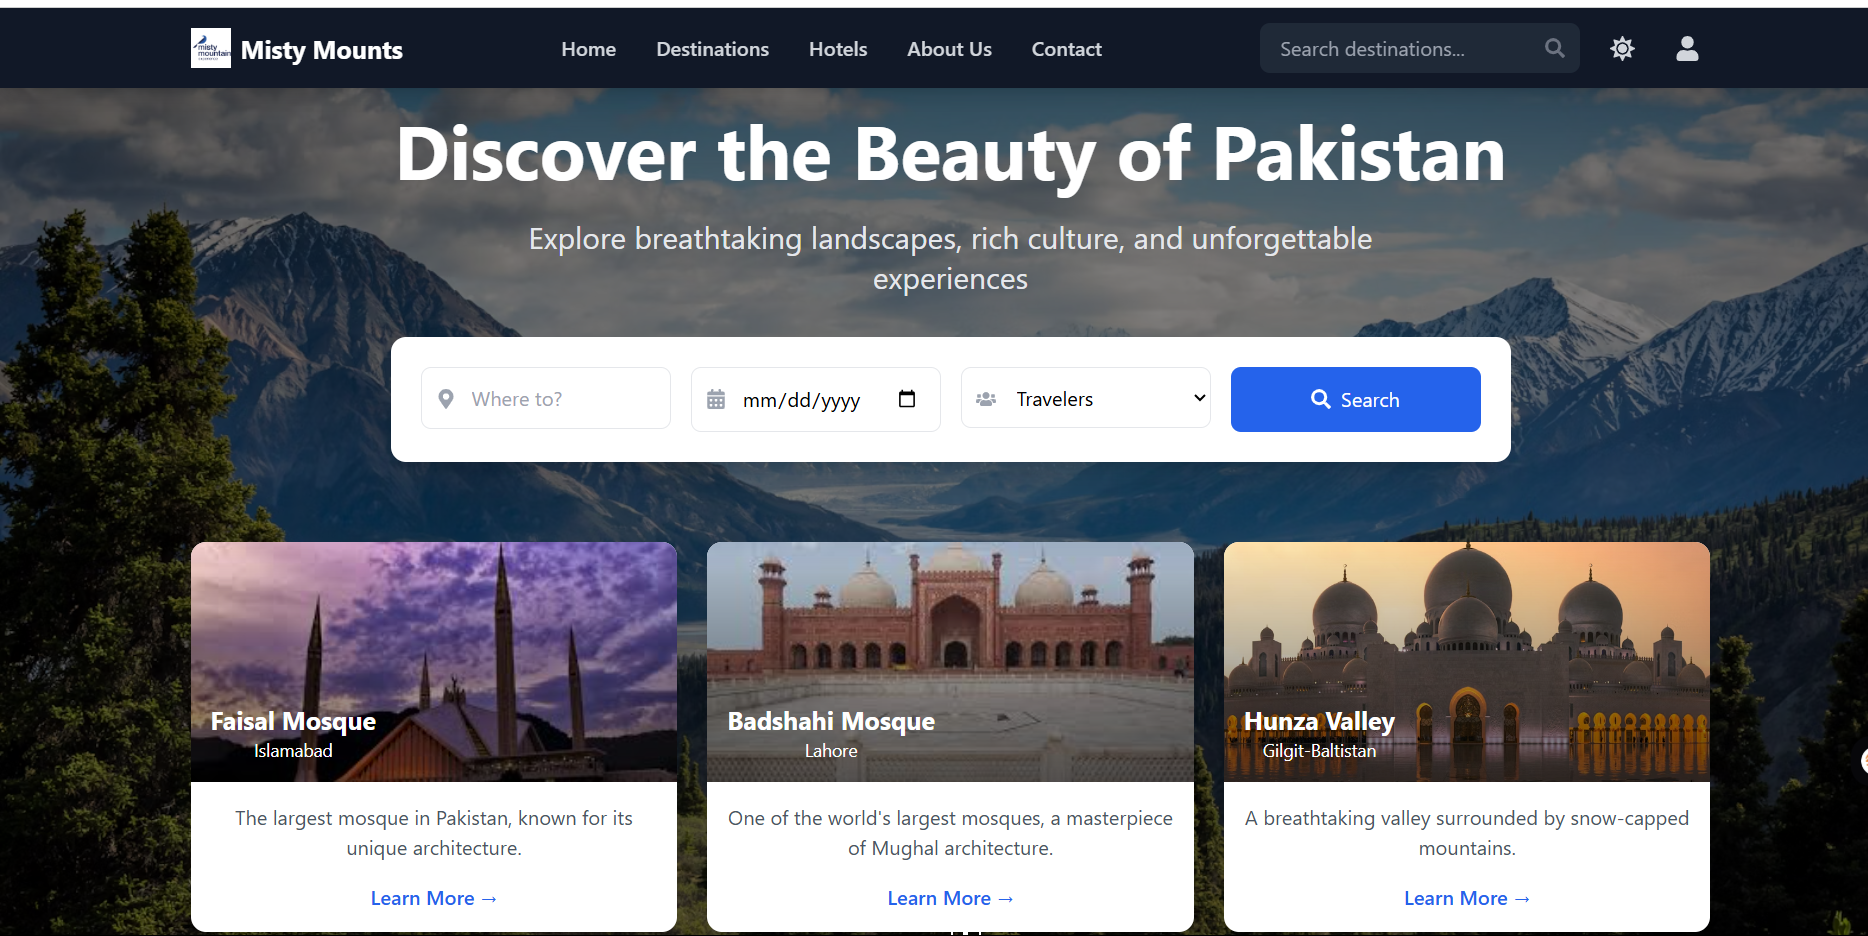 misty
mountain
Misty Mounts
Home
Destinations
Hotels
About Us
Contact
Search destinations...
Discover the Beauty of Pakistan
Explore breathtaking landscapes, rich culture, and unforgettable
experiences
Where to?
mm/dd/yyyy
Travelers
Search
Faisal Mosque
Islamabad
The largest mosque in Pakistan, known for its
unique architecture.
Learn More →
Badshahi Mosque
Lahore
One of the world's largest mosques, a masterpiece
of Mughal architecture.
Learn More →
Hunza Valley
Gilgit-Baltistan
A breathtaking valley surrounded by snow-capped
mountains.
Learn More →